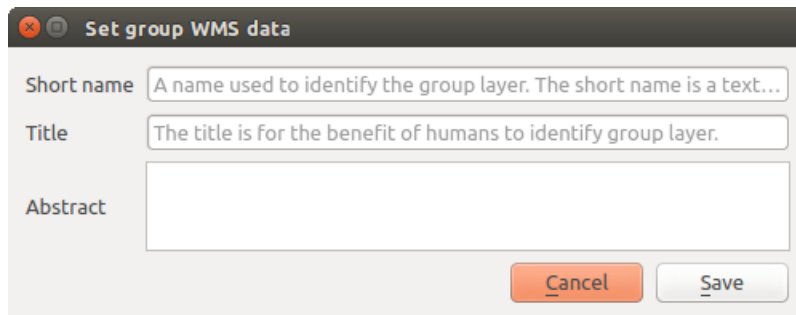 Set group WMS data
Short name A name used to identify the group layer. The short name is a text...
Title The title is for the benefit of humans to identify group layer.
Abstract
Cancel Save